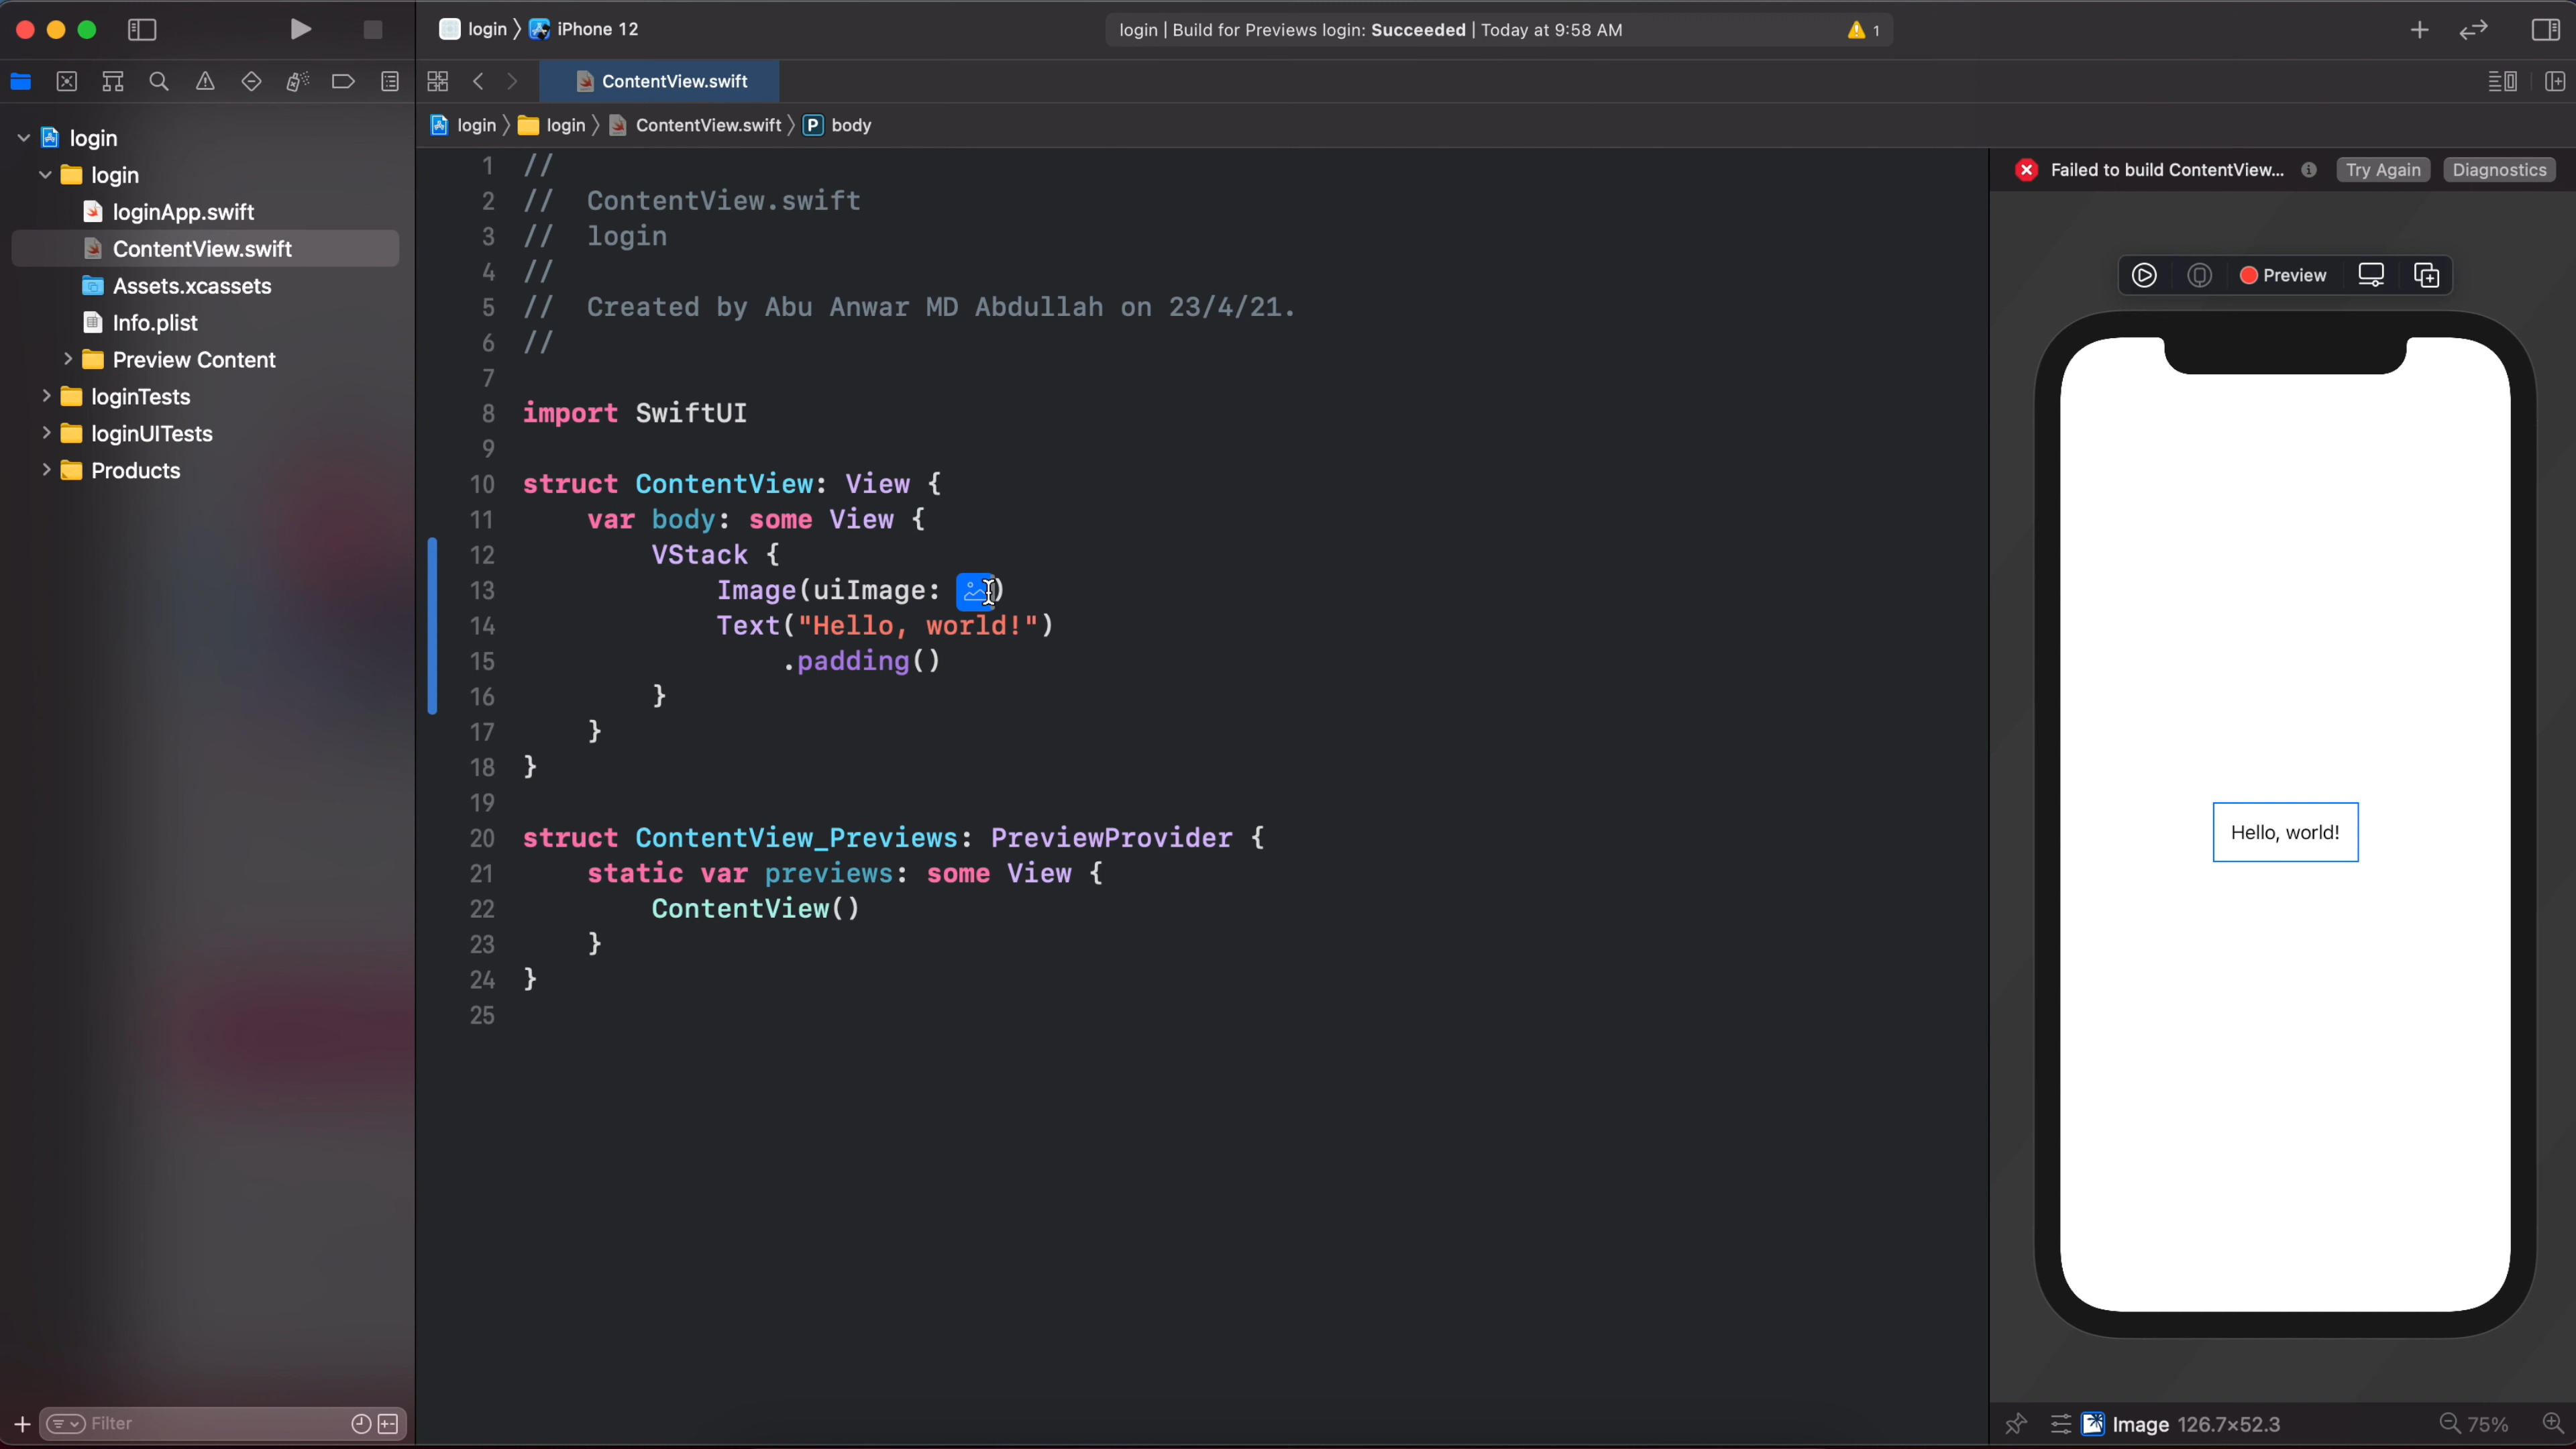 login 〉 iPhone 12
login | Build for Previews login: Succeeded | Today at 9:58 AM
1
ContentView.swift
login 〉 login 〉 ContentView.swift 〉 P body
login
login
loginApp.swift
ContentView.swift
Assets.xcassets
Info.plist
Preview Content
loginTests
loginUITests
Products
Filter
1 //
2 //  ContentView.swift
3 //  login
4 //
5 //  Created by Abu Anwar MD Abdullah on 23/4/21.
6 //
7
8 import SwiftUI
9
10 struct ContentView: View {
11     var body: some View {
12         VStack {
13             Image(uiImage: )
14             Text("Hello, world!")
15                 .padding()
16         }
17     }
18 }
19
20 struct ContentView_Previews: PreviewProvider {
21     static var previews: some View {
22         ContentView()
23     }
24 }
25
Failed to build ContentView... Try Again Diagnostics
Preview
Hello, world!
Image 126.7×52.3 75%